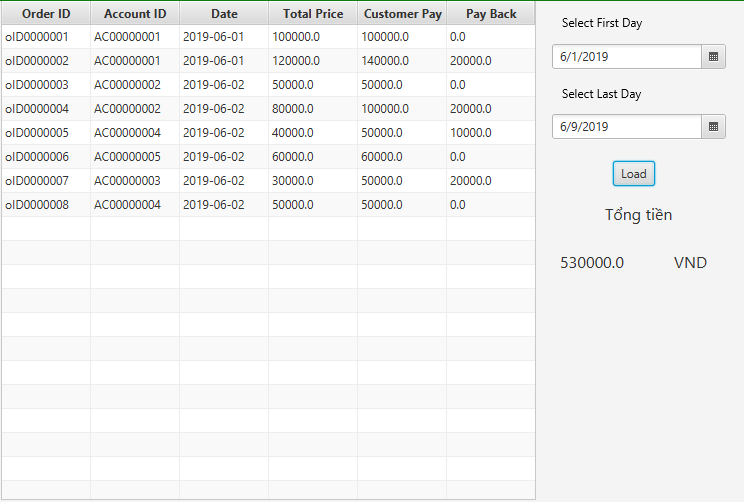 Order ID Account ID Date Total Price Customer Pay Pay Back
oID0000001 AC00000001 2019-06-01 100000.0 100000.0 0.0
oID0000002 AC00000001 2019-06-01 120000.0 140000.0 20000.0
oID0000003 AC00000002 2019-06-02 50000.0 50000.0 0.0
oID0000004 AC00000002 2019-06-02 80000.0 100000.0 20000.0
oID0000005 AC00000004 2019-06-02 40000.0 50000.0 10000.0
oID0000006 AC00000005 2019-06-02 60000.0 60000.0 0.0
oID0000007 AC00000003 2019-06-02 30000.0 50000.0 20000.0
oID0000008 AC00000004 2019-06-02 50000.0 50000.0 0.0
Select First Day
6/1/2019
Select Last Day
6/9/2019
Load
Tổng tiền
530000.0 VND